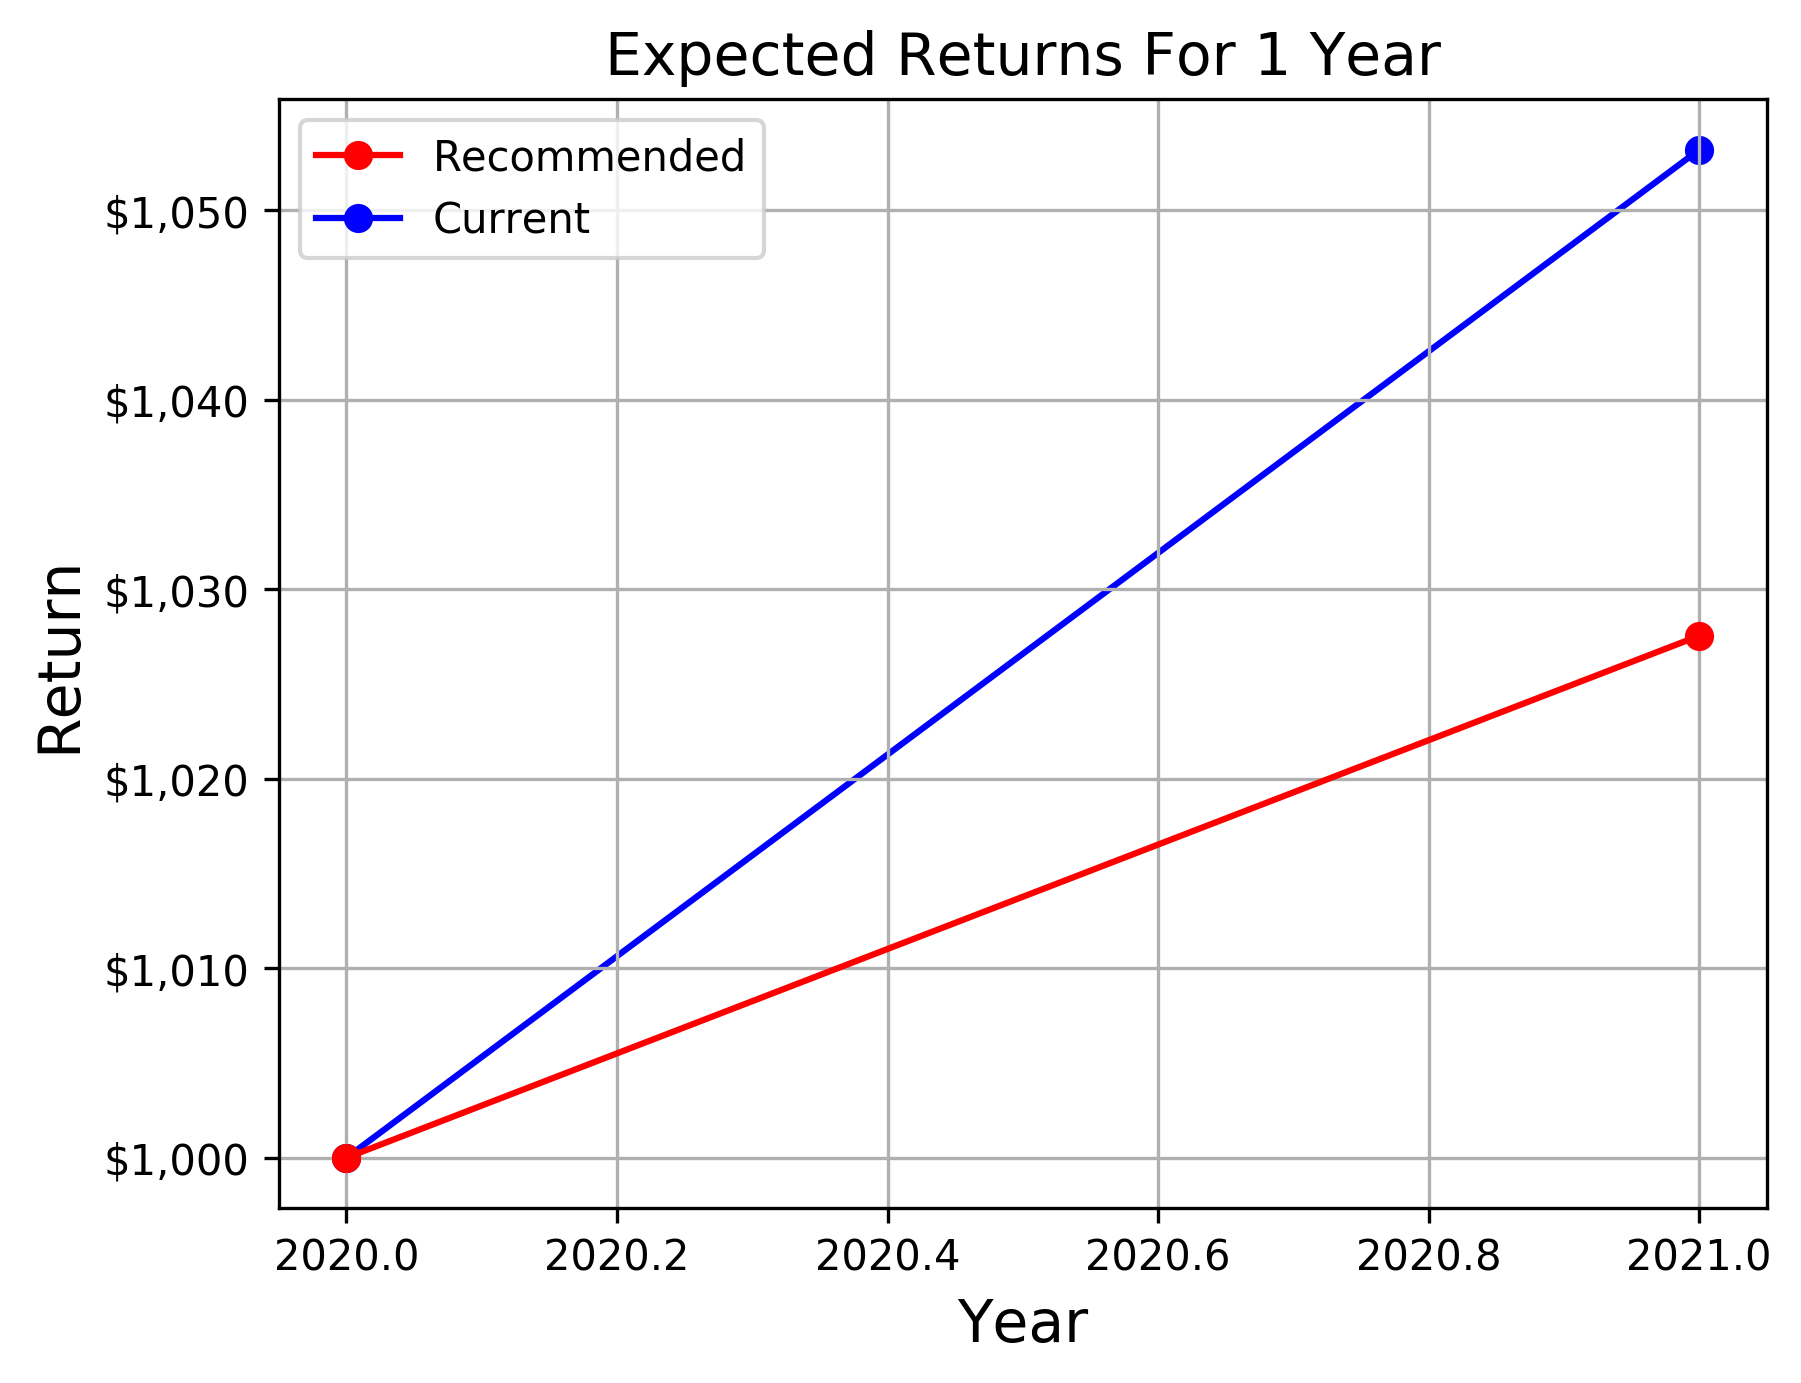 Expected Returns For 1 Year
Recommended
Current
$1,050
$1,040
$1,030
$1,020
$1,010
$1,000
Return
2020.0 2020.2 2020.4 2020.6 2020.8 2021.0
Year